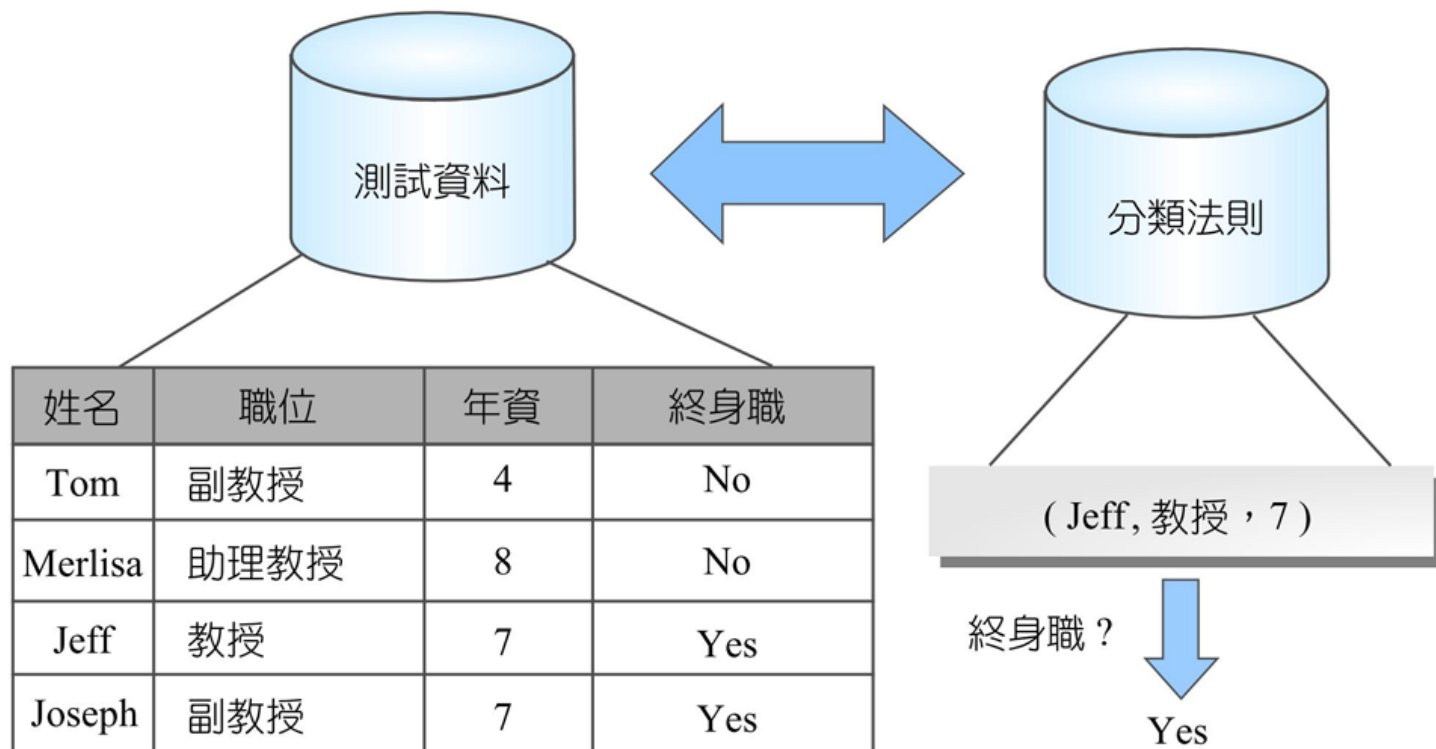 測試資料
分類法則
姓名 職位 年資 終身職
Tom 副教授 4 No
Merlisa 助理教授 8 No
Jeff 教授 7 Yes
Joseph 副教授 7 Yes
( Jeff, 教授，7 )
終身職？
Yes